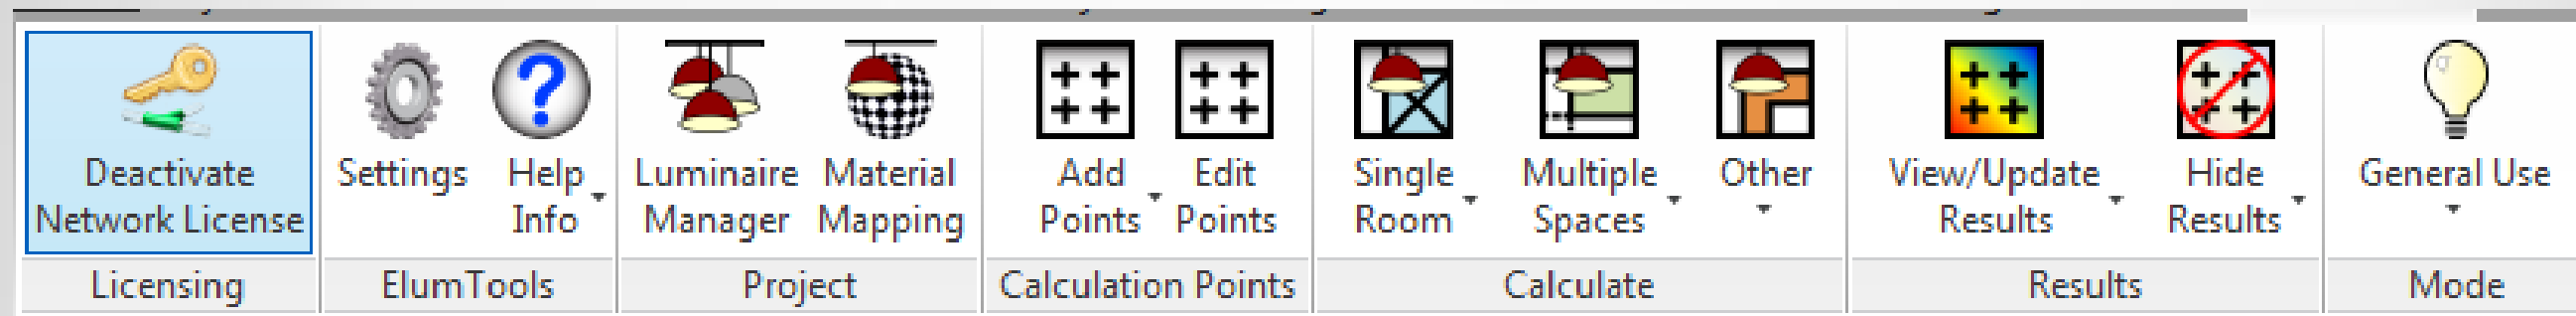 Deactivate
Network License
Settings
Help
Info
Luminaire
Manager
Material
Mapping
Add
Points
Edit
Points
Single
Room
Multiple
Spaces
Other
View/Update
Results
Hide
Results
General Use
Licensing
ElumTools
Project
Calculation Points
Calculate
Results
Mode